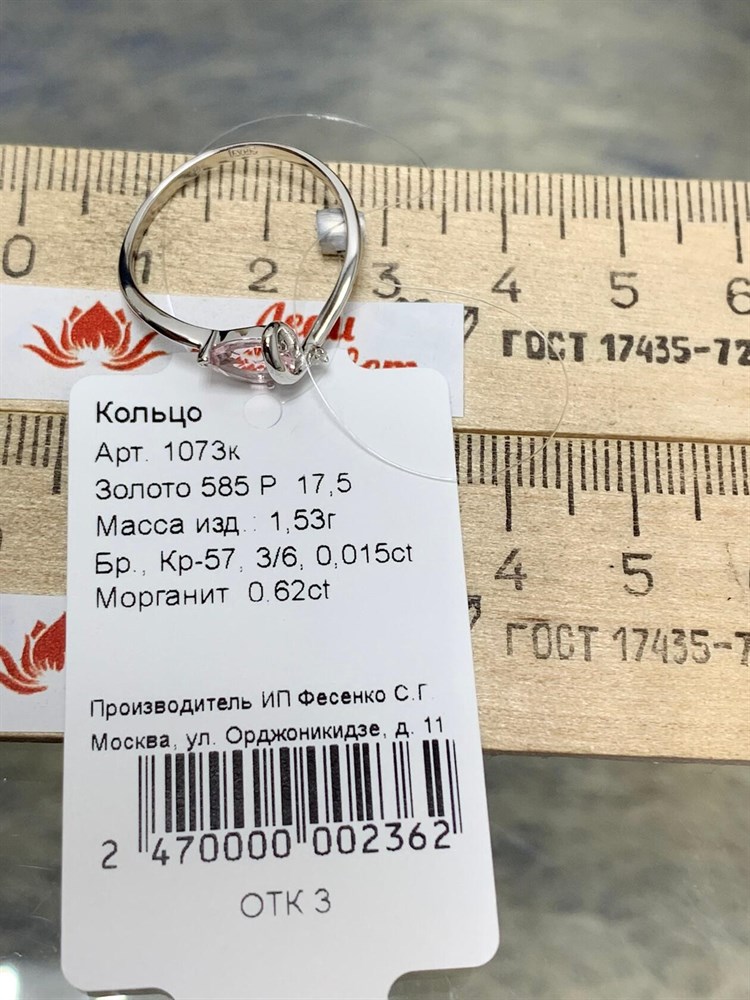 0 1 2 3 4 5 6
ГОСТ 17435-72
Кольцо
Арт. 1073к
Золото 585 Р 17,5
Масса изд.: 1,53г
Бр., Кр-57, 3/6, 0,015ct
Морганит 0.62ct
4 5
ГОСТ 17435-7
Производитель ИП Фесенко С.Г.
Москва, ул. Орджоникидзе, д. 11
2 470000 002362
ОТК 3